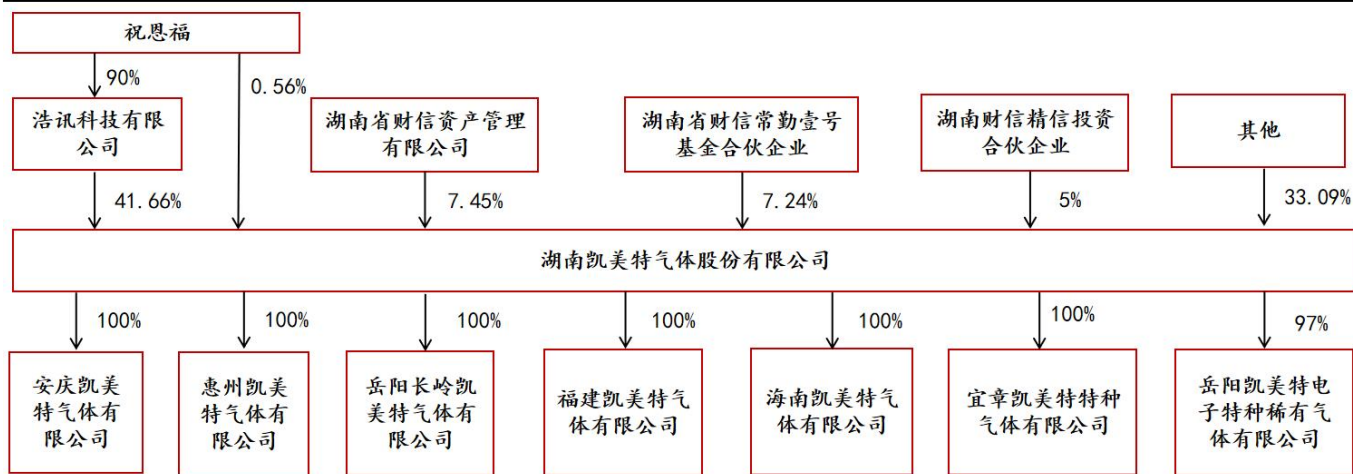 祝恩福
90%
0.56%
浩讯科技有限
公司
湖南省财信资产管理
有限公司
湖南省财信常勤壹号
基金合伙企业
湖南财信精信投资
合伙企业
其他
41.66%
7.45%
7.24%
5%
33.09%
湖南凯美特气体股份有限公司
100%
100%
100%
100%
100%
100%
97%
安庆凯美
特气体有
限公司
惠州凯美
特气体有
限公司
岳阳长岭凯
美特气体有
限公司
福建凯美特气
体有限公司
海南凯美特气
体有限公司
宜章凯美特特种
气体有限公司
岳阳凯美特电
子特种稀有气
体有限公司